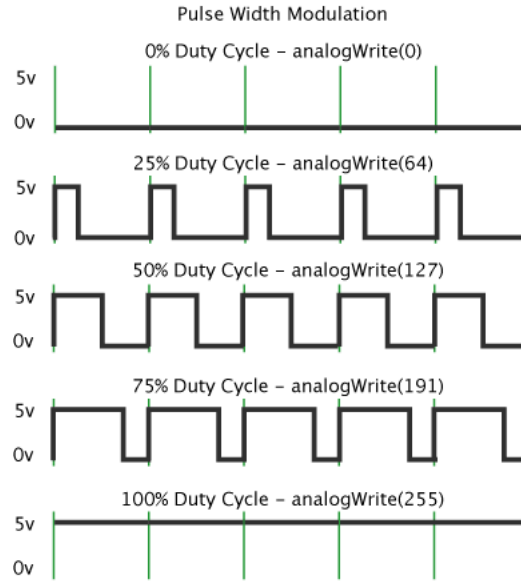 Pulse Width Modulation
0% Duty Cycle – analogWrite(0)
5v
0v
25% Duty Cycle – analogWrite(64)
5v
0v
50% Duty Cycle – analogWrite(127)
5v
0v
75% Duty Cycle – analogWrite(191)
5v
0v
100% Duty Cycle – analogWrite(255)
5v
0v